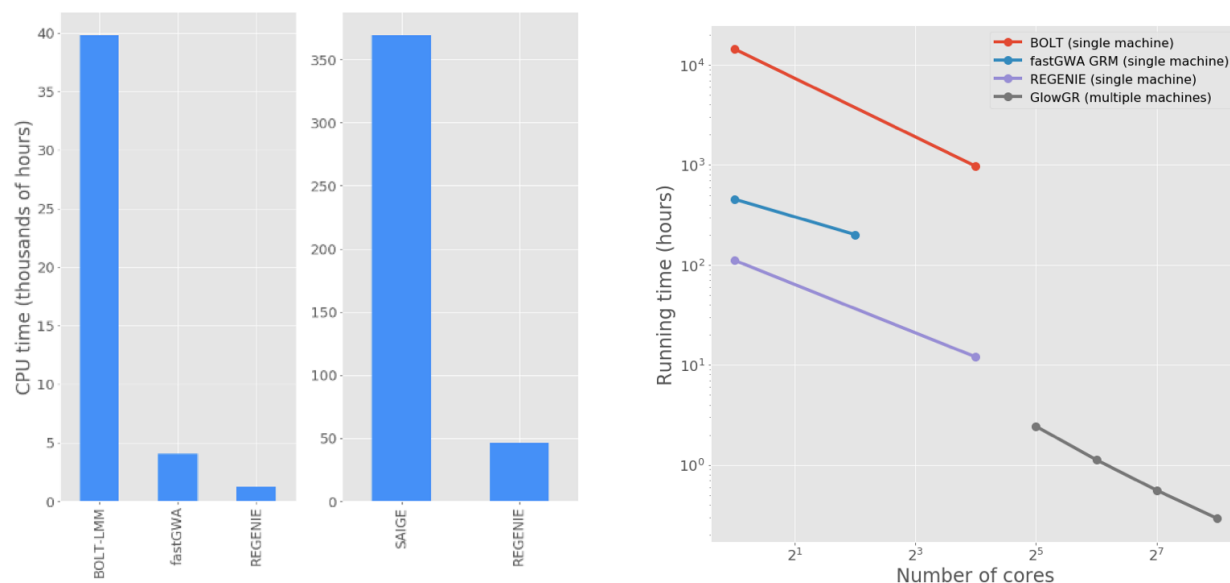 CPU time (thousands of hours)
40
35
30
25
20
15
10
5
0
BOLT-LMM
fastGWA
REGENIE
350
300
250
200
150
100
50
0
SAIGE
REGENIE
Running time (hours)
10⁴
10³
10²
10¹
10⁰
BOLT (single machine)
fastGWA GRM (single machine)
REGENIE (single machine)
GlowGR (multiple machines)
2¹
2³
2⁵
2⁷
Number of cores